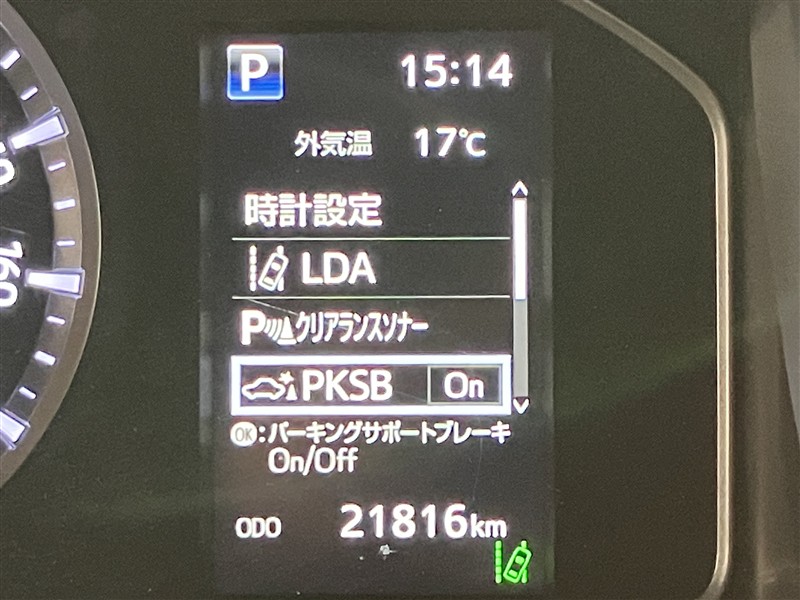 P 15:14
外気温 17℃
時計設定
LDA
Pクリアランスソナー
PKSB On
OK:パーキングサポートブレーキ
On/Off
ODO 21816km
160